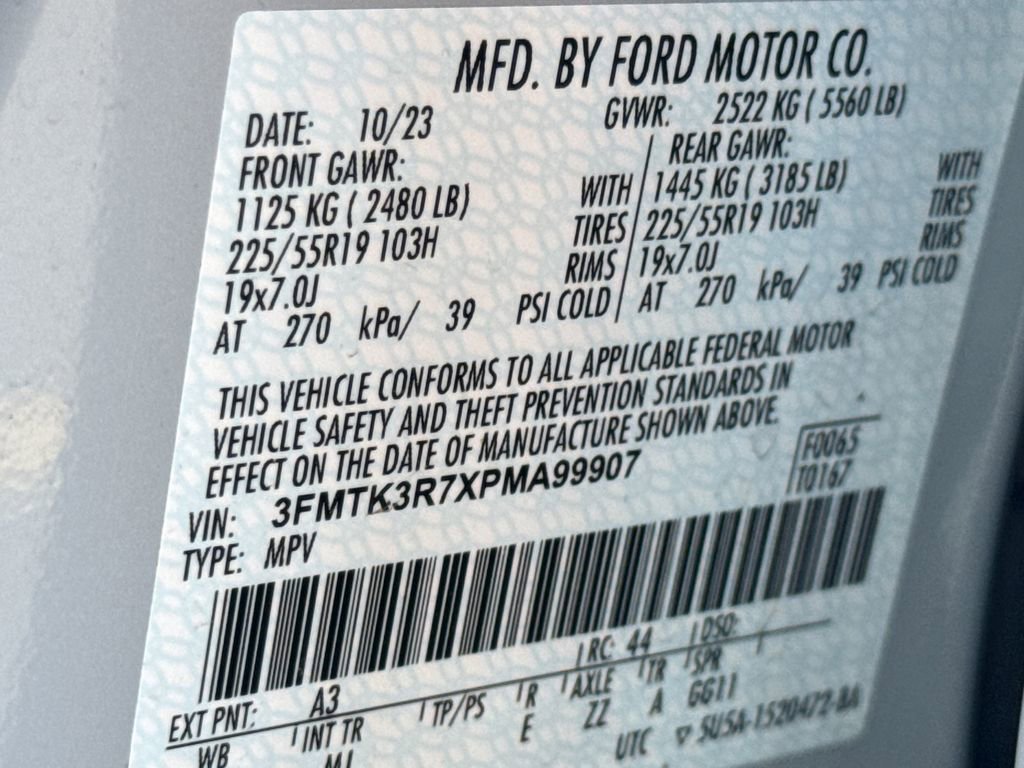 MFD. BY FORD MOTOR CO.
DATE: 10/23 GVWR: 2522 KG ( 5560 LB)
FRONT GAWR: REAR GAWR:
1125 KG ( 2480 LB) WITH 1445 KG ( 3185 LB) WITH
225/55R19 103H TIRES 225/55R19 103H TIRES
19x7.0J RIMS 19x7.0J RIMS
AT 270 kPa/ 39 PSI COLD AT 270 kPa/ 39 PSI COLD
THIS VEHICLE CONFORMS TO ALL APPLICABLE FEDERAL MOTOR
VEHICLE SAFETY AND THEFT PREVENTION STANDARDS IN
EFFECT ON THE DATE OF MANUFACTURE SHOWN ABOVE.
VIN: 3FMTK3R7XPMA99907
F0065
TYPE: MPV
T0167
EXT PNT: A3 RC: 44 DSO:
WB INT TR TP/PS R AXLE TR SPR
MJ E ZZ A GG11
UTC SU5A-1520472-BA